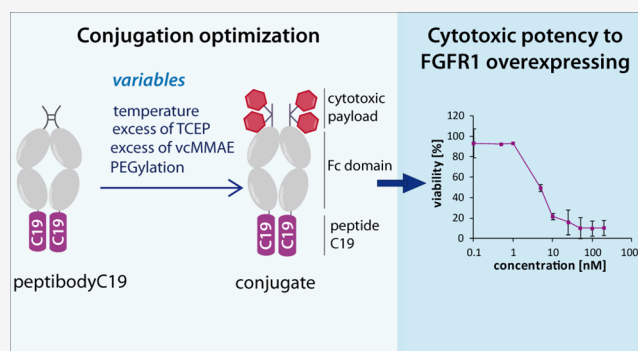 Conjugation optimization
variables
temperature
excess of TCEP
excess of vcMMAE
PEGylation
C19 C19
peptibodyC19
cytotoxic
payload
Fc domain
C19 C19
peptide
C19
conjugate
Cytotoxic potency to
FGFR1 overexpressing
viability [%]
120
100
80
60
40
20
0
0.1 1 10 100 100
concentration [nM]